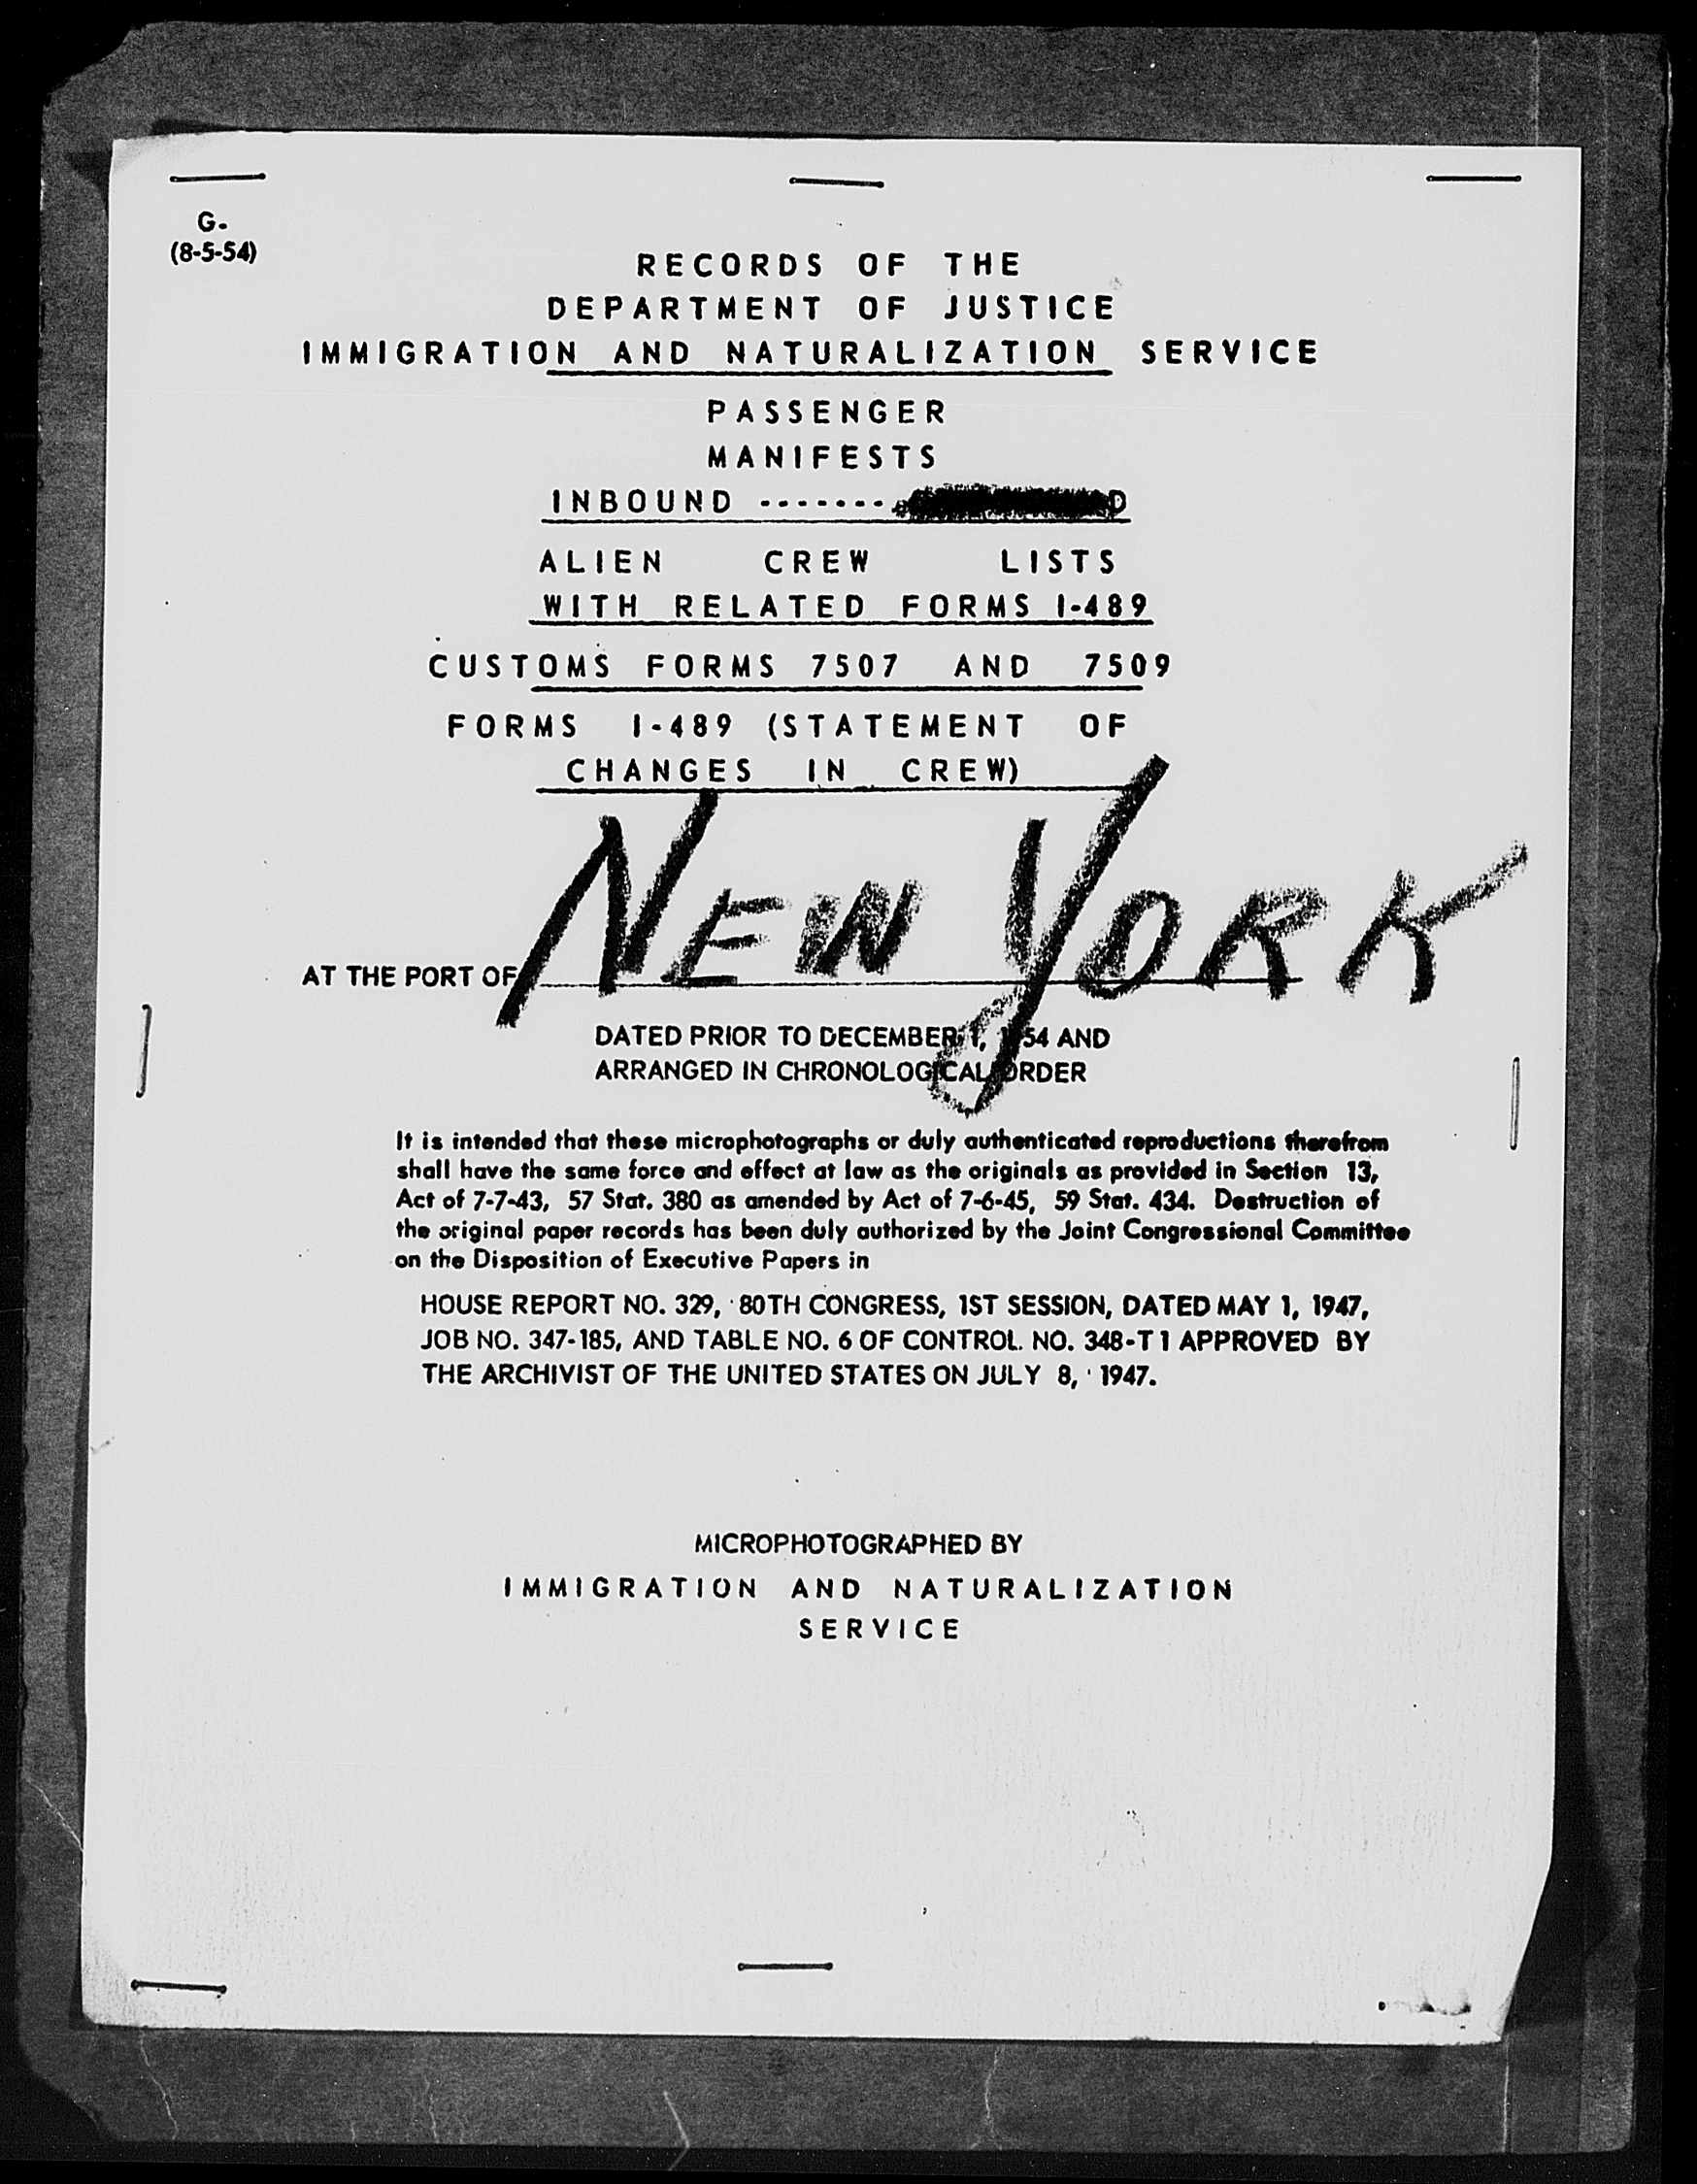 G.
(8-5-54)
RECORDS OF THE
DEPARTMENT OF JUSTICE
IMMIGRATION AND NATURALIZATION SERVICE
PASSENGER
MANIFESTS
INBOUND -------
ALIEN CREW LISTS
WITH RELATED FORMS I-489
CUSTOMS FORMS 7507 AND 7509
FORMS I-489 (STATEMENT OF
CHANGES IN CREW)
AT THE PORT OF NEW YORK
DATED PRIOR TO DECEMBER 1, 1954 AND
ARRANGED IN CHRONOLOGICAL ORDER
It is intended that these microphotographs or duly authenticated reproductions therefrom
shall have the same force and effect at law as the originals as provided in Section 13,
Act of 7-7-43, 57 Stat. 380 as amended by Act of 7-6-45, 59 Stat. 434. Destruction of
the original paper records has been duly authorized by the Joint Congressional Committee
on the Disposition of Executive Papers in
HOUSE REPORT NO. 329, 80TH CONGRESS, 1ST SESSION, DATED MAY 1, 1947,
JOB NO. 347-185, AND TABLE NO. 6 OF CONTROL NO. 348-T1 APPROVED BY
THE ARCHIVIST OF THE UNITED STATES ON JULY 8, 1947.
MICROPHOTOGRAPHED BY
IMMIGRATION AND NATURALIZATION
SERVICE